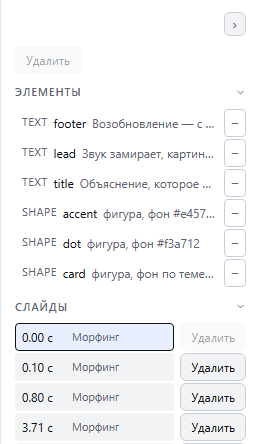 ›
Удалить
ЭЛЕМЕНТЫ
TEXT footer Возобновление — с ...
–
TEXT lead Звук замирает, картин...
–
TEXT title Объяснение, которое ...
–
SHAPE accent фигура, фон #e457...
–
SHAPE dot фигура, фон #f3a712
–
SHAPE card фигура, фон по теме...
–
СЛАЙДЫ
0.00 с Морфинг Удалить
0.10 с Морфинг Удалить
0.80 с Морфинг Удалить
3.71 с Морфинг Удалить